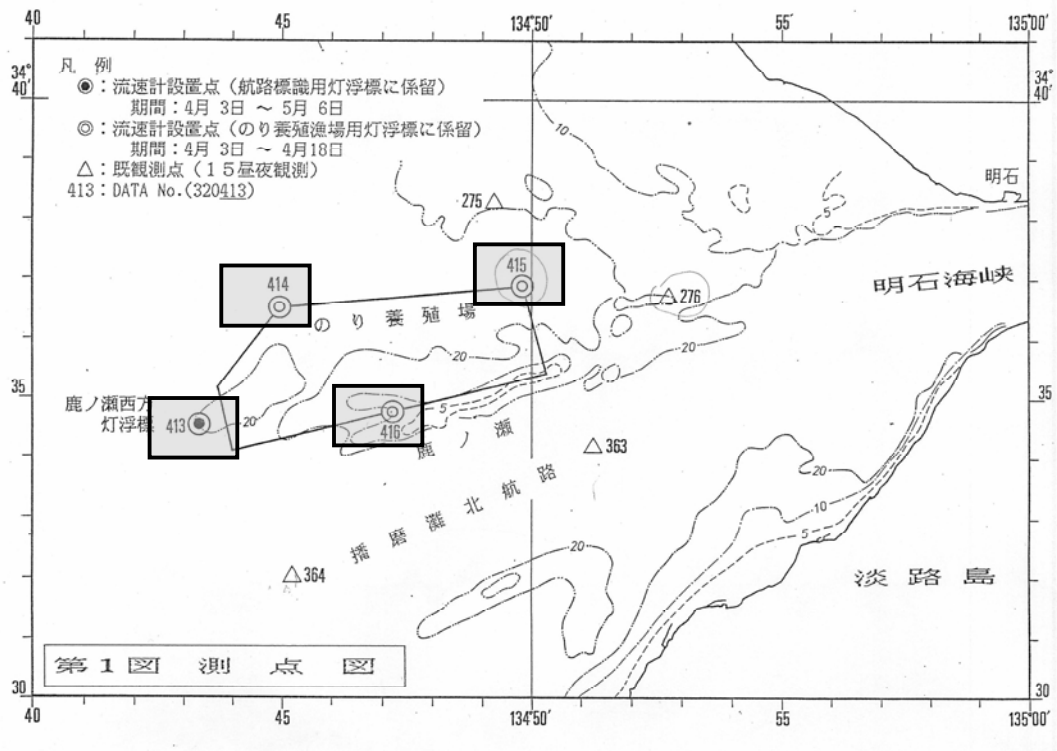 40 45 134°50′ 55′ 135°00′
34°
40′
34°
40′
凡 例
◉：流速計設置点（航路標識用灯浮標に係留）
期間：4月 3日 ～ 5月 6日
◎：流速計設置点（のり養殖漁場用灯浮標に係留）
期間：4月 3日 ～ 4月18日
△：既観測点（15昼夜観測）
413：DATA No.(320413)
10
明石
275
5
415
414
276
明石海峡
のり養殖場
20
20
35
35
鹿ノ瀬西方
灯浮標
413
20
5
416
鹿ノ瀬
363
播磨灘北航路
20
10
5
20
364
淡路島
第1図 測点図
30
30
40 45 134°50′ 55′ 135°00′